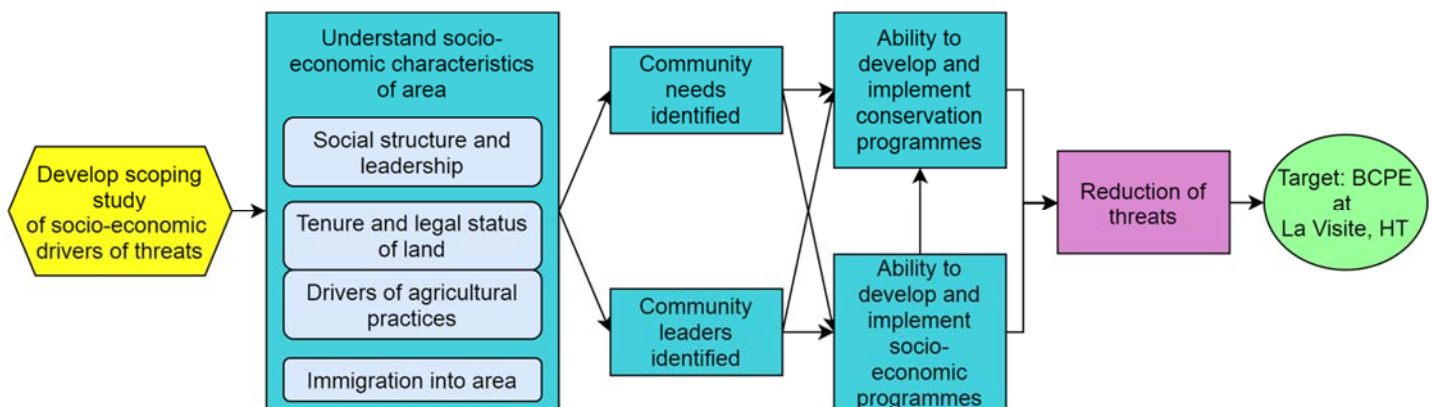 Develop scoping
study
of socio-economic
drivers of threats
Understand socio-
economic characteristics
of area
Social structure and
leadership
Tenure and legal status
of land
Drivers of agricultural
practices
Immigration into area
Community
needs
identified
Community
leaders
identified
Ability to
develop and
implement
conservation
programmes
Ability to
develop and
implement
socio-
economic
programmes
Reduction of
threats
Target: BCPE
at
La Visite, HT